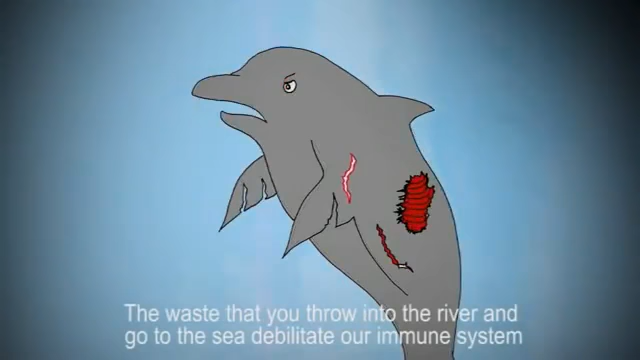 The waste that you throw into the river and
go to the sea debilitate our immune system